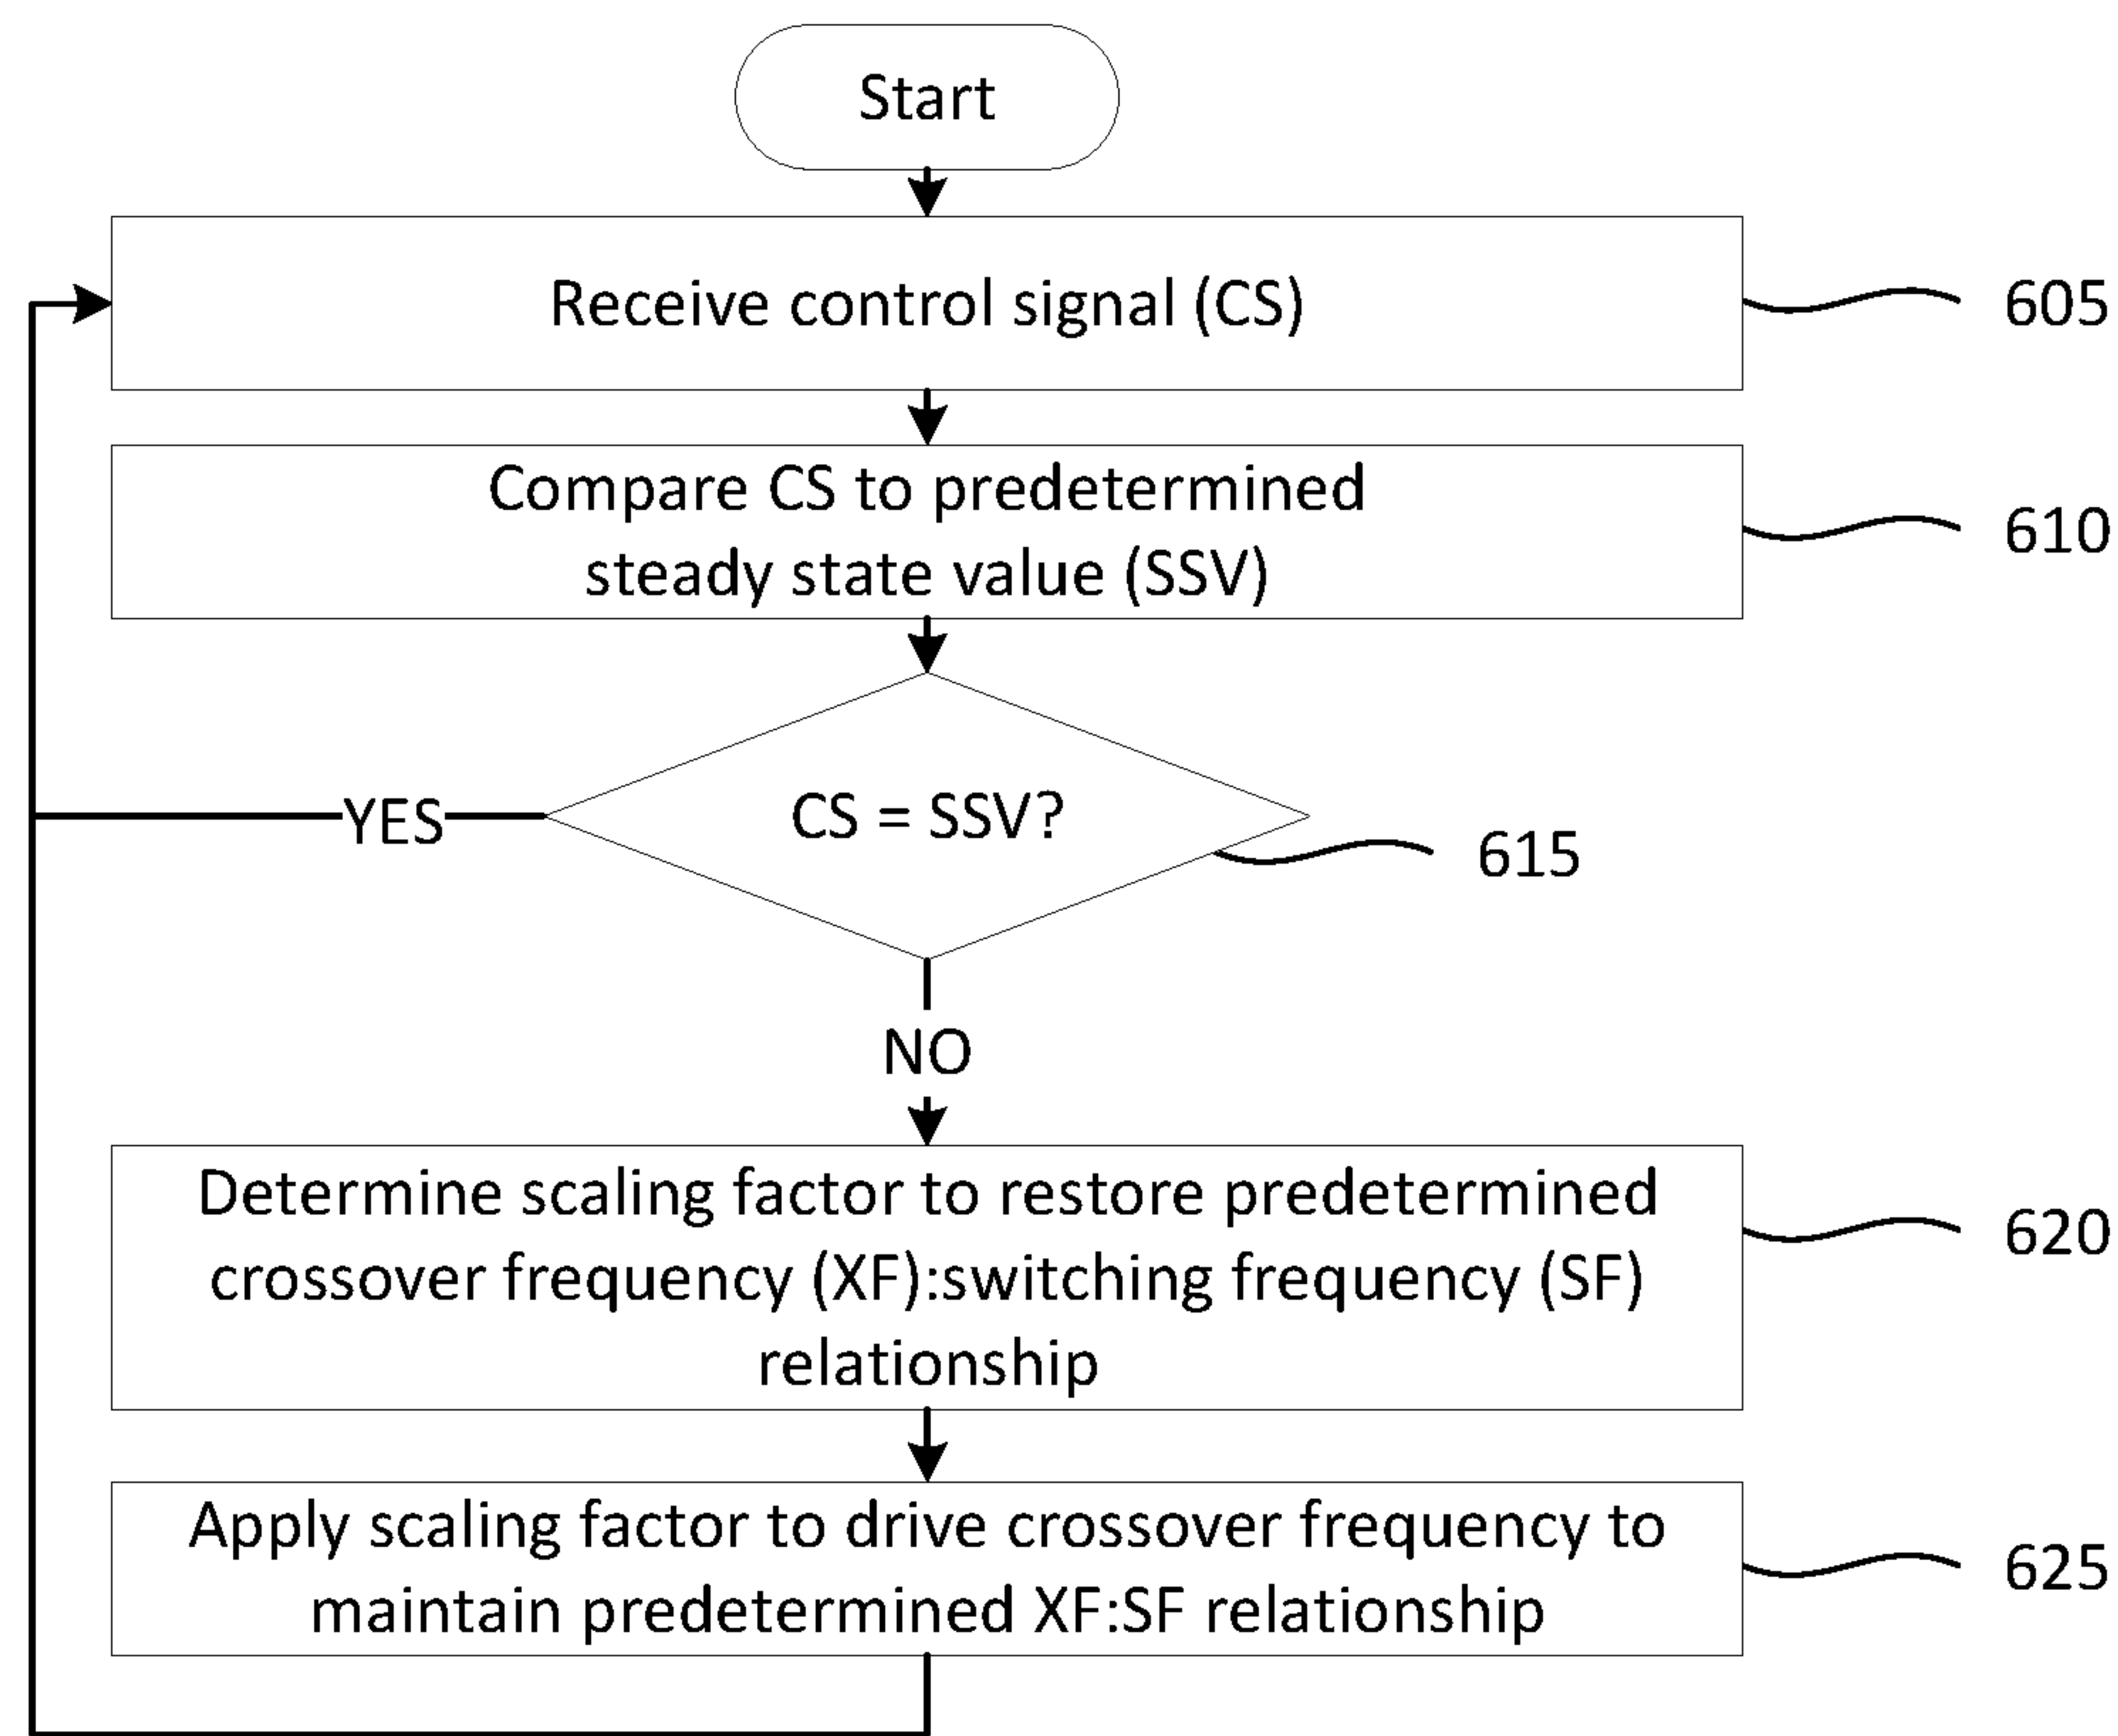 Start
Receive control signal (CS)
605
Compare CS to predetermined
steady state value (SSV)
610
CS = SSV?
YES
615
NO
Determine scaling factor to restore predetermined
crossover frequency (XF):switching frequency (SF)
relationship
620
Apply scaling factor to drive crossover frequency to
maintain predetermined XF:SF relationship
625